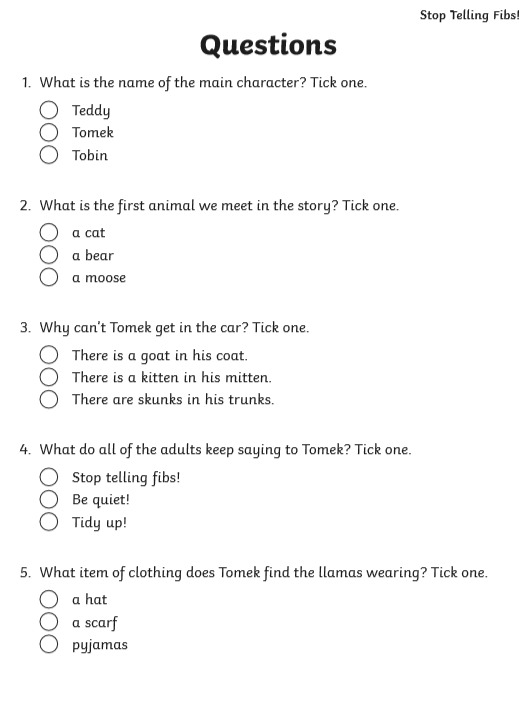 Stop Telling Fibs!
Questions
1. What is the name of the main character? Tick one.
Teddy
Tomek
Tobin
2. What is the first animal we meet in the story? Tick one.
a cat
a bear
a moose
3. Why can't Tomek get in the car? Tick one.
There is a goat in his coat.
There is a kitten in his mitten.
There are skunks in his trunks.
4. What do all of the adults keep saying to Tomek? Tick one.
Stop telling fibs!
Be quiet!
Tidy up!
5. What item of clothing does Tomek find the llamas wearing? Tick one.
a hat
a scarf
pyjamas